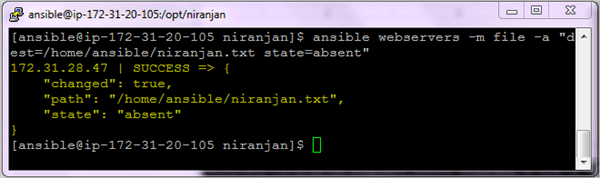 ansible@ip-172-31-20-105:/opt/niranjan
[ansible@ip-172-31-20-105 niranjan]$ ansible webservers -m file -a "d
est=/home/ansible/niranjan.txt state=absent"
172.31.28.47 | SUCCESS => {
    "changed": true,
    "path": "/home/ansible/niranjan.txt",
    "state": "absent"
}
[ansible@ip-172-31-20-105 niranjan]$